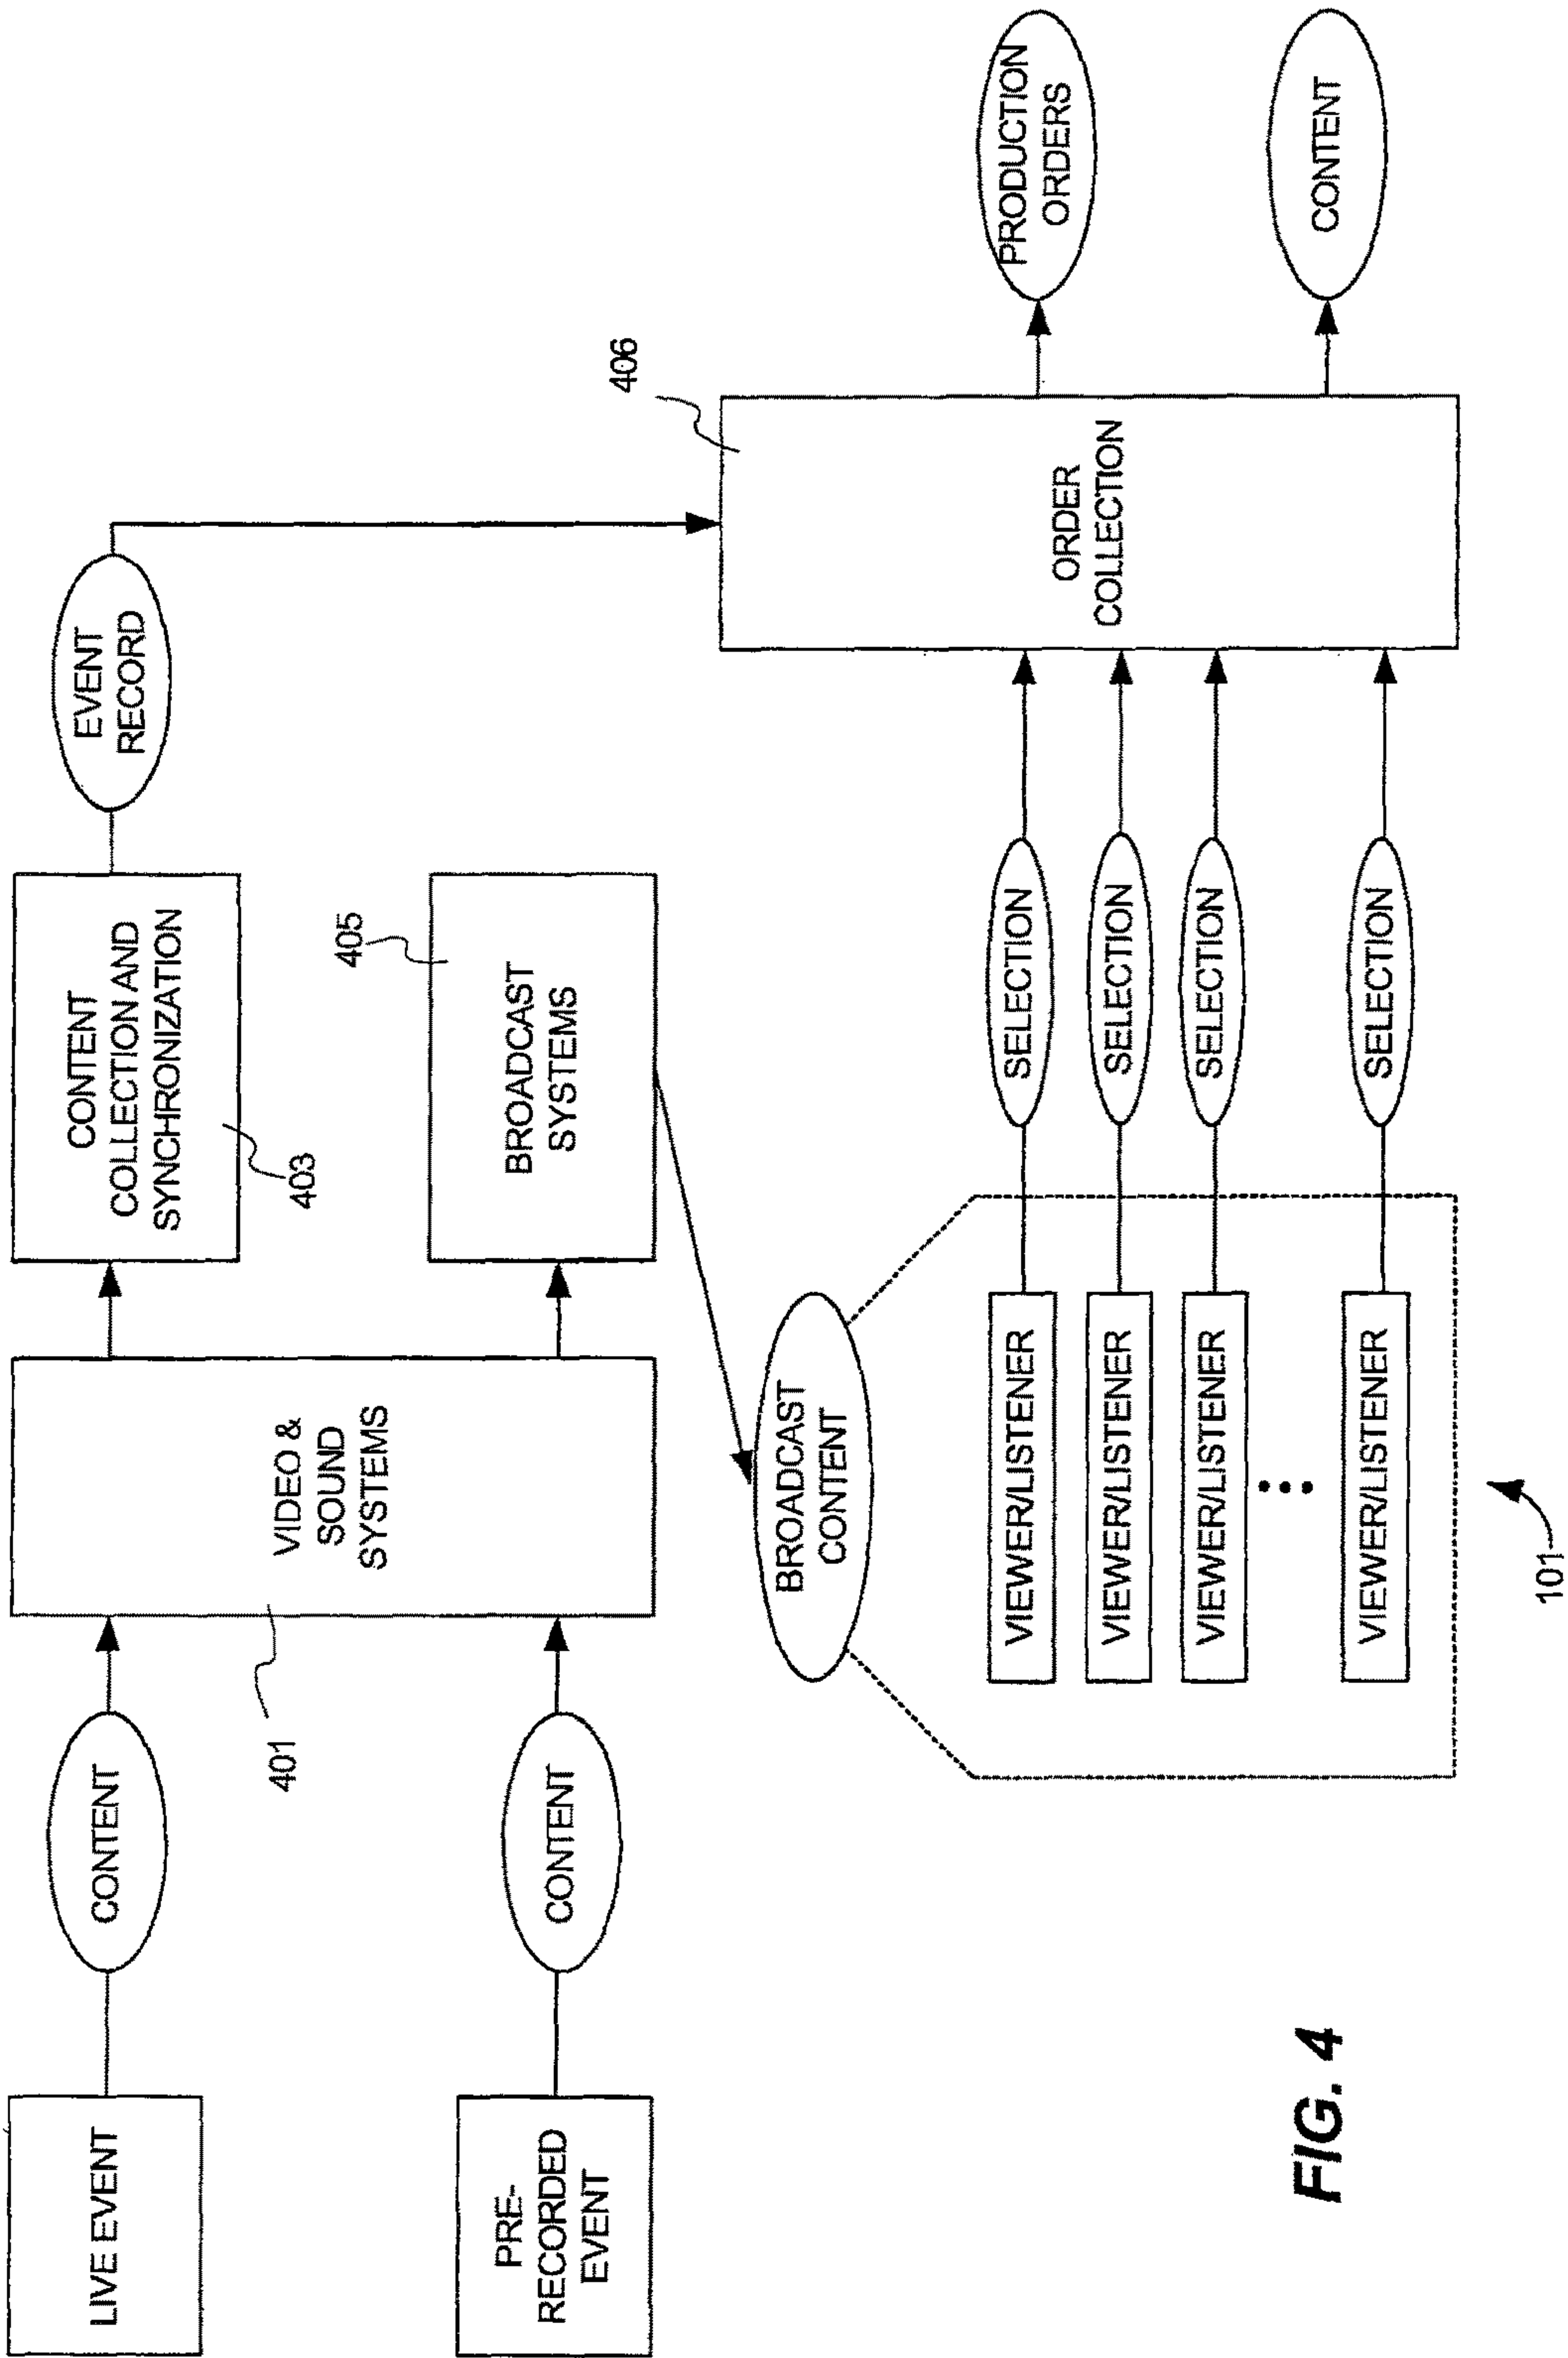 LIVE EVENT
CONTENT
PRE-
RECORDED
EVENT
CONTENT
401
VIDEO &
SOUND
SYSTEMS
CONTENT
COLLECTION AND
SYNCHRONIZATION
403
EVENT
RECORD
BROADCAST
SYSTEMS
405
BROADCAST
CONTENT
VIEWER/LISTENER
SELECTION
VIEWER/LISTENER
SELECTION
VIEWER/LISTENER
SELECTION
VIEWER/LISTENER
SELECTION
101
406
ORDER
COLLECTION
PRODUCTION
ORDERS
CONTENT
FIG. 4